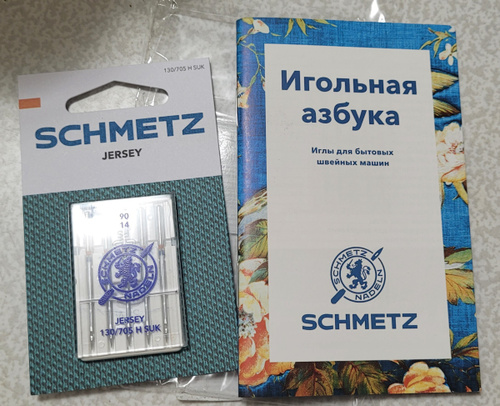 130/705 H SUK
SCHMETZ
JERSEY
90
14
SCHMETZ
NADELN
JERSEY
130/705 H SUK
Игольная
азбука
Иглы для бытовых
швейных машин
SCHMETZ
NADELN
SCHMETZ